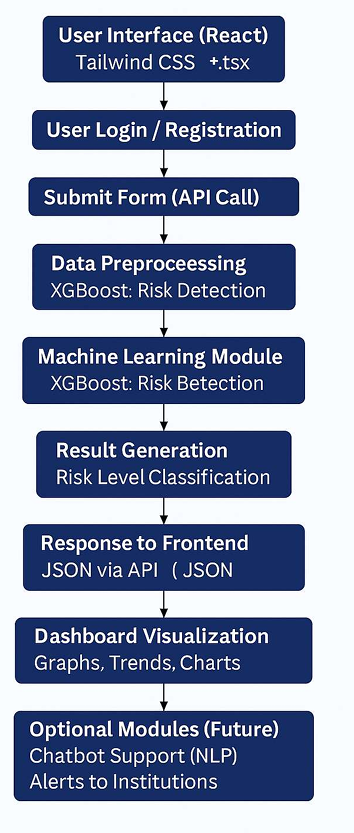 User Interface (React)
Tailwind CSS +.tsx
User Login / Registration
Submit Form (API Call)
Data Preproceessing
XGBoost: Risk Detection
Machine Learning Module
XGBoost: Risk Betection
Result Generation
Risk Level Classification
Response to Frontend
JSON via API ( JSON
Dashboard Visualization
Graphs, Trends, Charts
Optional Modules (Future)
Chatbot Support (NLP)
Alerts to Institutions